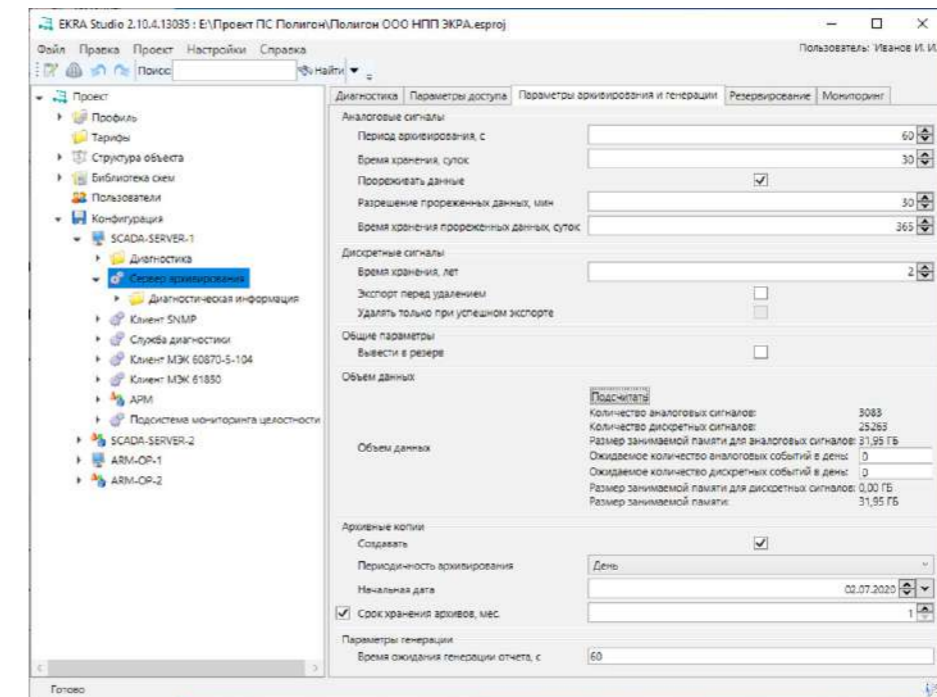 EKRA Studio 2.10.4.13035 : E:\Проект ПС Полигон\Полигон ООО НПП ЭКРА.esproj
Файл Правка Проект Настройки Справка
Пользователь: Иванов И. И.
Поиск:
Найти
Проект
Профиль
Тарифы
Структура объекта
Библиотека схем
Пользователи
Конфигурация
SCADA-SERVER-1
Диагностика
Сервер архивирования
Диагностическая информация
Клиент SNMP
Служба диагностики
Клиент МЭК 60870-5-104
Клиент МЭК 61850
АРМ
Подсистема мониторинга целостности
SCADA-SERVER-2
ARM-OP-1
ARM-OP-2
Диагностика Параметры доступа Параметры архивирования и генерации Резервирование Мониторинг
Аналоговые сигналы
Период архивирования, с 60
Время хранения, суток 30
Прореживать данные
Разрешение прореженных данных, мин 30
Время хранения прореженных данных, суток 365
Дискретные сигналы
Время хранения, лет 2
Экспорт перед удалением
Удалять только при успешном экспорте
Общие параметры
Вывести в резерв
Объем данных
Объем данных
Подсчитать
Количество аналоговых сигналов: 3083
Количество дискретных сигналов: 25263
Размер занимаемой памяти для аналоговых сигналов: 31,95 ГБ
Ожидаемое количество аналоговых событий в день: 0
Ожидаемое количество дискретных событий в день: 0
Размер занимаемой памяти для дискретных сигналов: 0,00 ГБ
Размер занимаемой памяти: 31,95 ГБ
Архивные копии
Создавать
Периодичность архивирования День
Начальная дата 02.07.2020
Срок хранения архивов, мес. 1
Параметры генерации
Время ожидания генерации отчета, с 60
Готово